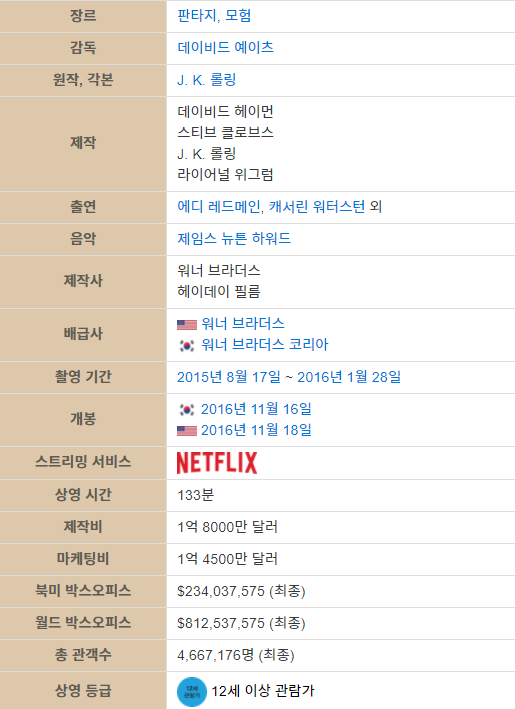 장르 판타지, 모험
감독 데이비드 예이츠
원작, 각본 J. K. 롤링
제작 데이비드 헤이먼
스티브 클로브스
J. K. 롤링
라이어널 위그럼
출연 에디 레드메인, 캐서린 워터스턴 외
음악 제임스 뉴튼 하워드
제작사 워너 브라더스
헤이데이 필름
배급사 워너 브라더스
워너 브라더스 코리아
촬영 기간 2015년 8월 17일 ~ 2016년 1월 28일
개봉 2016년 11월 16일
2016년 11월 18일
스트리밍 서비스 NETFLIX
상영 시간 133분
제작비 1억 8000만 달러
마케팅비 1억 4500만 달러
북미 박스오피스 $234,037,575 (최종)
월드 박스오피스 $812,537,575 (최종)
총 관객수 4,667,176명 (최종)
상영 등급 12세 관람가 12세 이상 관람가